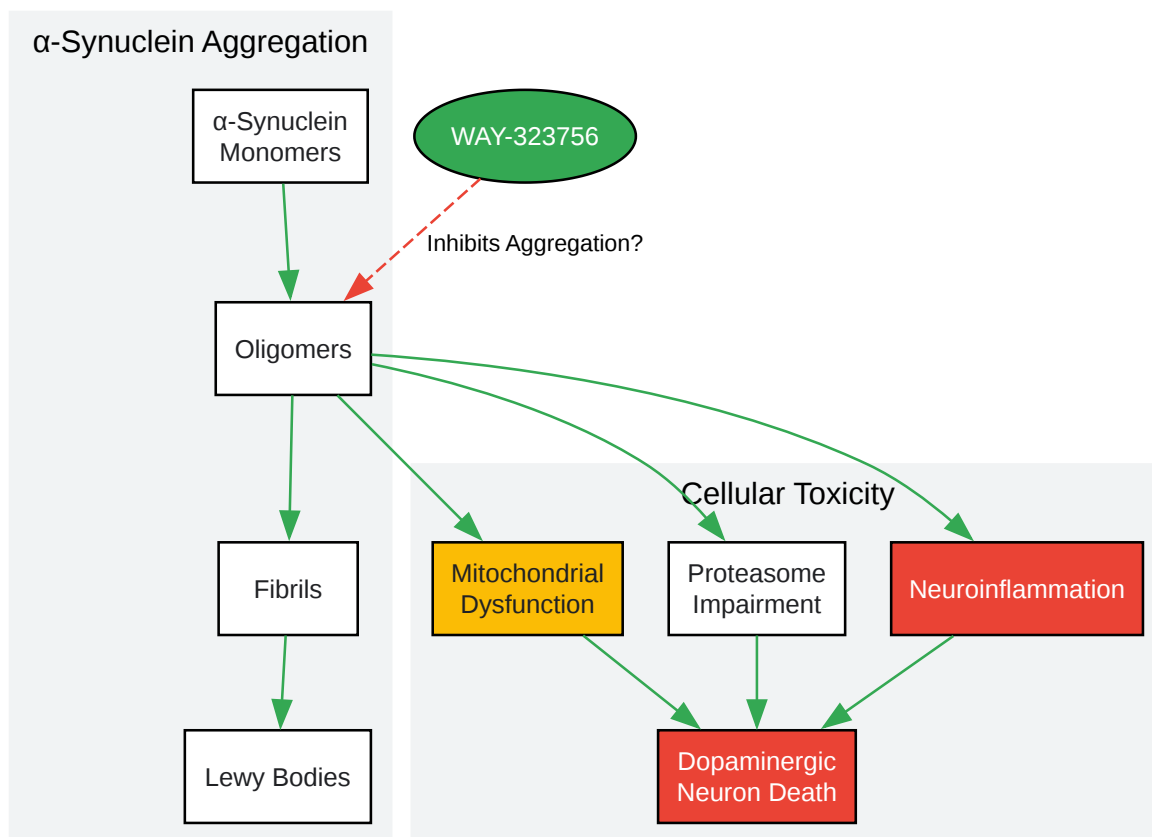 α-Synuclein Aggregation
α-Synuclein
Monomers
WAY-323756
Inhibits Aggregation?
Oligomers
Cellular Toxicity
Fibrils
Mitochondrial
Dysfunction
Proteasome
Impairment
Neuroinflammation
Lewy Bodies
Dopaminergic
Neuron Death